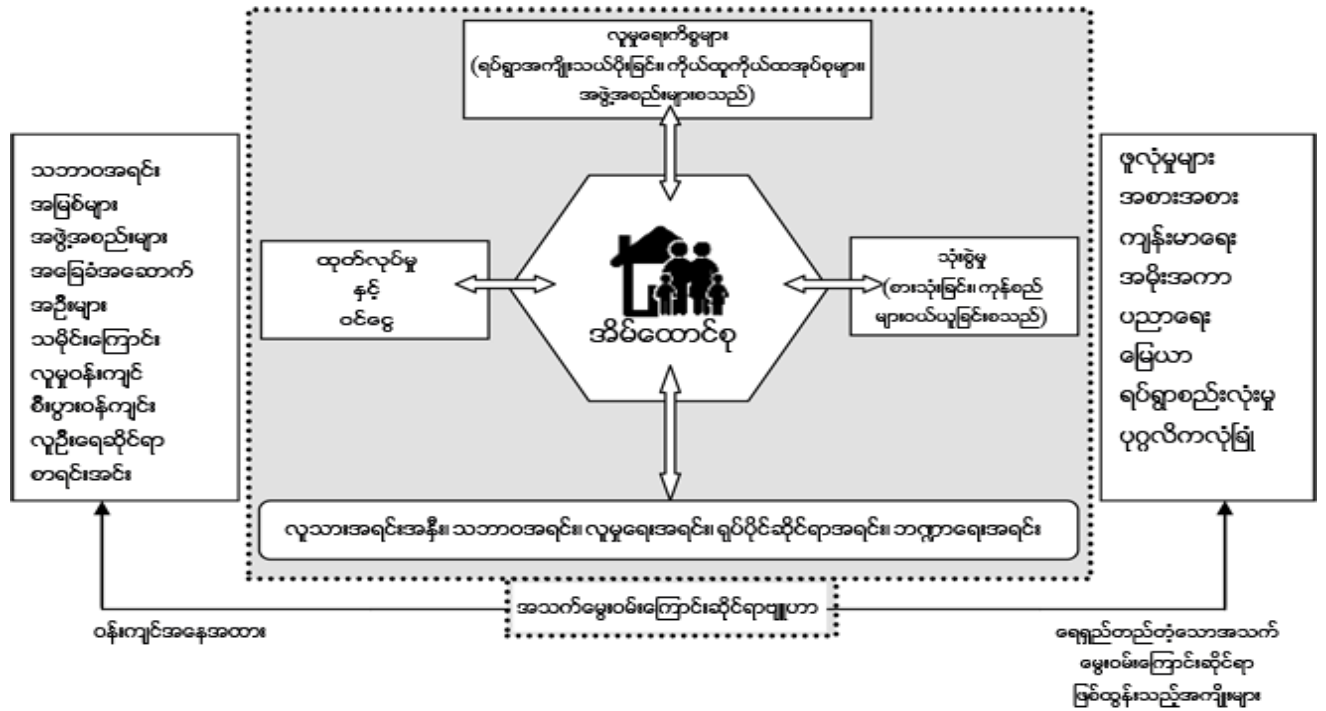 လူမှုရေးကိစ္စများ
(ရပ်ရွာအကျိုးသယ်ပိုးခြင်း။ ကိုယ်ထူကိုယ်ထအုပ်စုများ။
အဖွဲ့အစည်းများစသည်)
သဘာဝအရင်း
အမြစ်များ
အဖွဲ့အစည်းများ
အခြေခံအဆောက်
အဦးများ
သမိုင်းကြောင်း
လူမှုဝန်းကျင်
စီးပွားဝန်ကျင်း
လူဦးရေဆိုင်ရာ
စာရင်းအင်း
ထုတ်လုပ်မှု
နှင့်
ဝင်ငွေ
အိမ်ထောင်စု
သုံးစွဲမှု
(စားသုံးခြင်း။ ကုန်စည်
များဝယ်ယူခြင်းစသည်)
ဖူလုံမှုများ
အစားအစား
ကျန်းမာရေး
အမိုးအကာ
ပညာရေး
မြေယာ
ရပ်ရွာစည်းလုံးမှု
ပုဂ္ဂလိကလုံခြုံ
လူသားအရင်းအနှီး။ သဘာဝအရင်း။ လူမှုရေးအရင်း။ ရုပ်ပိုင်ဆိုင်ရာအရင်း။ ဘဏ္ဍာရေးအရင်း
အသက်မွေးဝမ်းကြောင်းဆိုင်ရာဗျူဟာ
ဝန်းကျင်အနေအထား
ရေရှည်တည်တံ့သောအသက်
မွေးဝမ်းကြောင်းဆိုင်ရာ
ဖြစ်ထွန်းသည့်အကျိုးများ